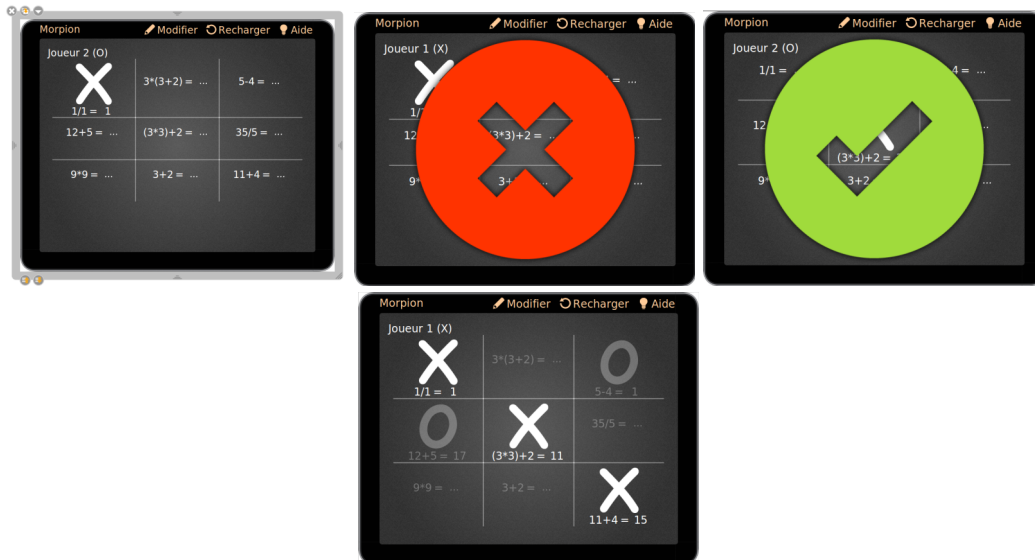 Joueur 2 (O)
3*(3+2) = ...
5-4 = ...
1/1 = 1
12+5 = ...
(3*3)+2 = ...
35/5 = ...
9*9 = ...
3+2 = ...
11+4 = ...
Morpion Modifier Recharger Aide
Morpion Modifier Recharger Aide
Joueur 1 (X)
(3*3)+2 =
Morpion Modifier Recharger Aide
Joueur 2 (O)
1/1 =
(3*3)+2 =
3+2
Morpion Modifier Recharger Aide
Joueur 1 (X)
3*(3+2) = ...
1/1 = 1
5-4 = 1
35/5 = ...
12+5 = 17
(3*3)+2 = 11
9*9 = ...
3+2 = ...
11+4 = 15